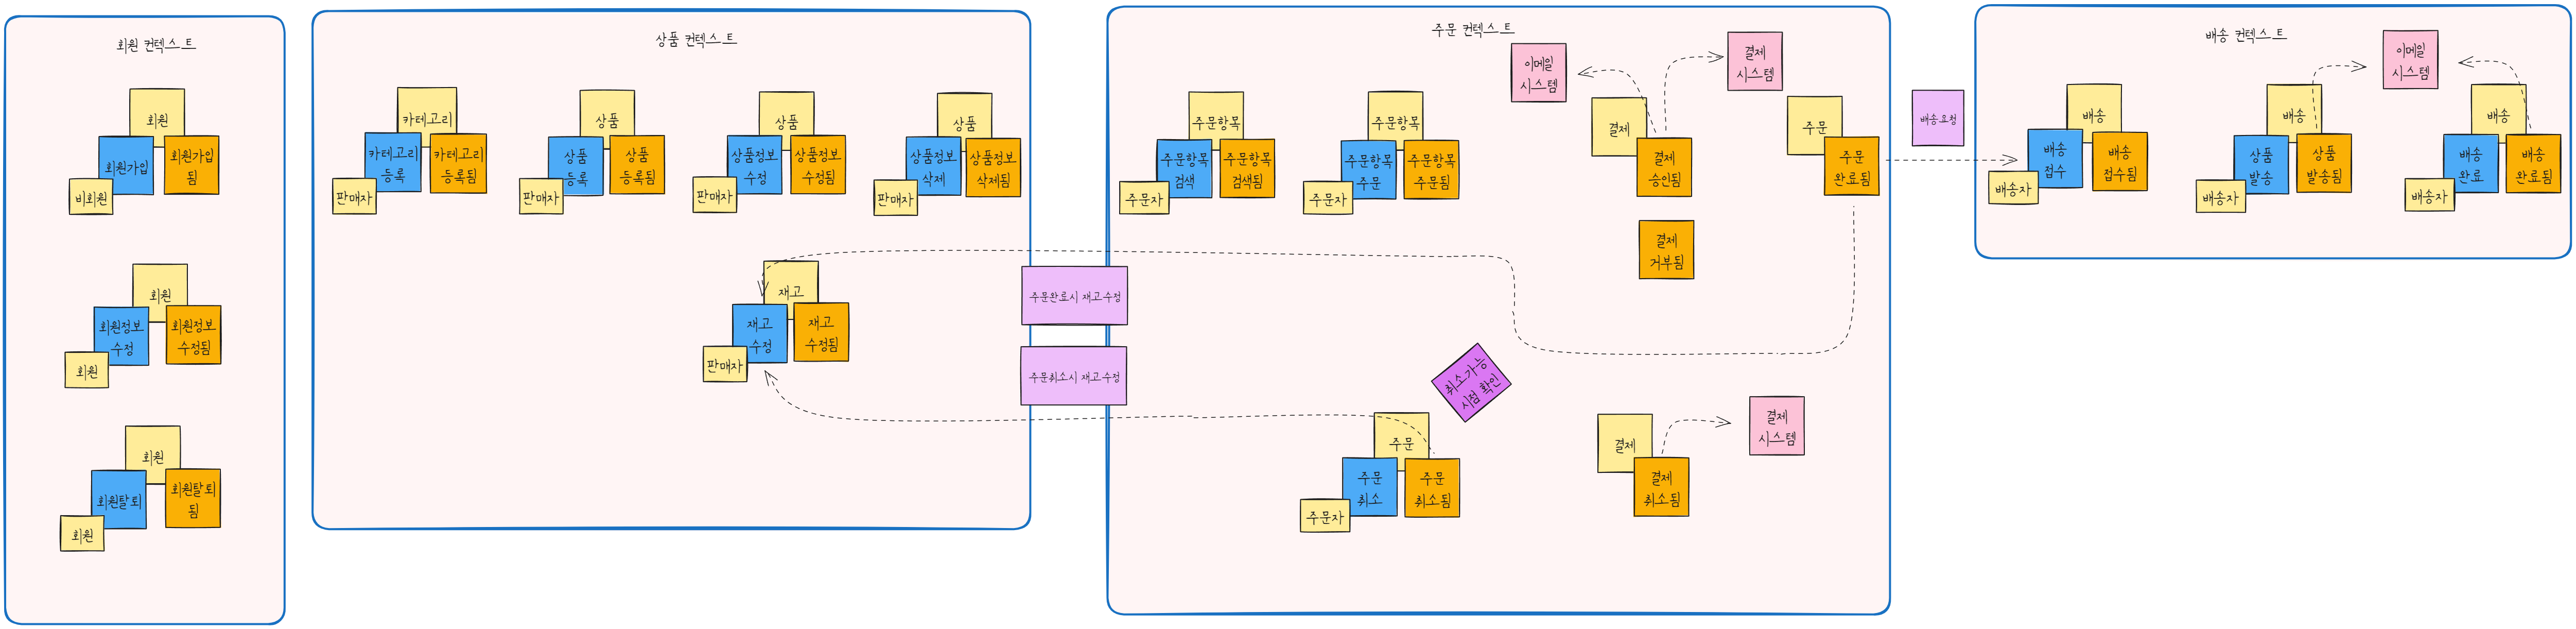 회원 컨텍스트
회원
회원가입
회원가입
됨
비회원
회원
회원정보
수정
회원정보
수정됨
회원
회원
회원탈퇴
회원탈퇴
됨
회원
상품 컨텍스트
카테고리
카테고리
등록
카테고리
등록됨
판매자
상품
상품
등록
상품
등록됨
판매자
상품
상품정보
수정
상품정보
수정됨
판매자
상품
상품정보
삭제
상품정보
삭제됨
판매자
재고
재고
수정
재고
수정됨
판매자
주문완료시 재고수정
주문취소시 재고수정
주문 컨텍스트
주문항목
주문항목
검색
주문항목
검색됨
주문자
주문항목
주문항목
주문
주문항목
주문됨
주문자
이메일
시스템
결제
시스템
결제
결제
승인됨
결제
거부됨
주문
주문
완료됨
취소가능
시점 확인
주문
주문
취소
주문
취소됨
주문자
결제
결제
취소됨
결제
시스템
배송요청
배송 컨텍스트
배송
배송
접수
배송
접수됨
배송자
배송
상품
발송
상품
발송됨
배송자
이메일
시스템
배송
배송
완료
배송
완료됨
배송자